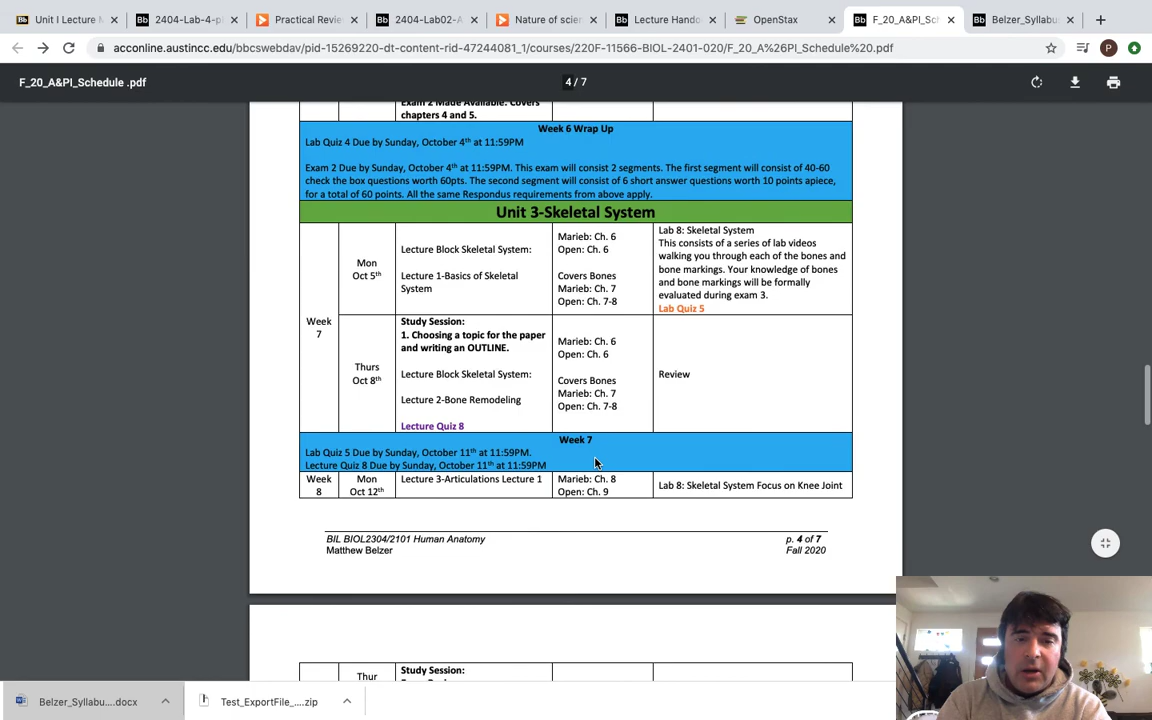 Unit I Lecture M
2404-Lab-4-pl
Practical Revie
2404-Lab02-A
Nature of scien
Lecture Hando
OpenStax
F_20_A&PI_Sch
Belzer_Syllabu
acconline.austincc.edu/bbcswebdav/pid-15269220-dt-content-rid-47244081_1/courses/220F-11566-BIOL-2401-020/F_20_A%26PI_Schedule%20.pdf
P
F_20_A&PI_Schedule .pdf
4 / 7
Exam 2 Made Available. Covers
chapters 4 and 5.
Week 6 Wrap Up
Lab Quiz 4 Due by Sunday, October 4th at 11:59PM
Exam 2 Due by Sunday, October 4th at 11:59PM. This exam will consist 2 segments. The first segment will consist of 40-60
check the box questions worth 60pts. The second segment will consist of 6 short answer questions worth 10 points apiece,
for a total of 60 points. All the same Respondus requirements from above apply.
Unit 3-Skeletal System
Week
7
Mon
Oct 5th
Lecture Block Skeletal System:
Lecture 1-Basics of Skeletal
System
Marieb: Ch. 6
Open: Ch. 6
Covers Bones
Marieb: Ch. 7
Open: Ch. 7-8
Lab 8: Skeletal System
This consists of a series of lab videos
walking you through each of the bones and
bone markings. Your knowledge of bones
and bone markings will be formally
evaluated during exam 3.
Lab Quiz 5
Thurs
Oct 8th
Study Session:
1. Choosing a topic for the paper
and writing an OUTLINE.
Lecture Block Skeletal System:
Lecture 2-Bone Remodeling
Lecture Quiz 8
Marieb: Ch. 6
Open: Ch. 6
Covers Bones
Marieb: Ch. 7
Open: Ch. 7-8
Review
Week 7
Lab Quiz 5 Due by Sunday, October 11th at 11:59PM.
Lecture Quiz 8 Due by Sunday, October 11th at 11:59PM
Week
8
Mon
Oct 12th
Lecture 3-Articulations Lecture 1
Marieb: Ch. 8
Open: Ch. 9
Lab 8: Skeletal System Focus on Knee Joint
BIL BIOL2304/2101 Human Anatomy
Matthew Belzer
p. 4 of 7
Fall 2020
Thur
Study Session:
Belzer_Syllabu....docx
Test_ExportFile_....zip